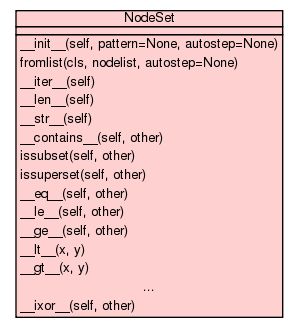 NodeSet
__init__(self, pattern=None, autostep=None)
fromlist(cls, nodelist, autostep=None)
__iter__(self)
__len__(self)
__str__(self)
__contains__(self, other)
issubset(self, other)
issuperset(self, other)
__eq__(self, other)
__le__(self, other)
__ge__(self, other)
__lt__(x, y)
__gt__(x, y)
...
__ixor__(self, other)